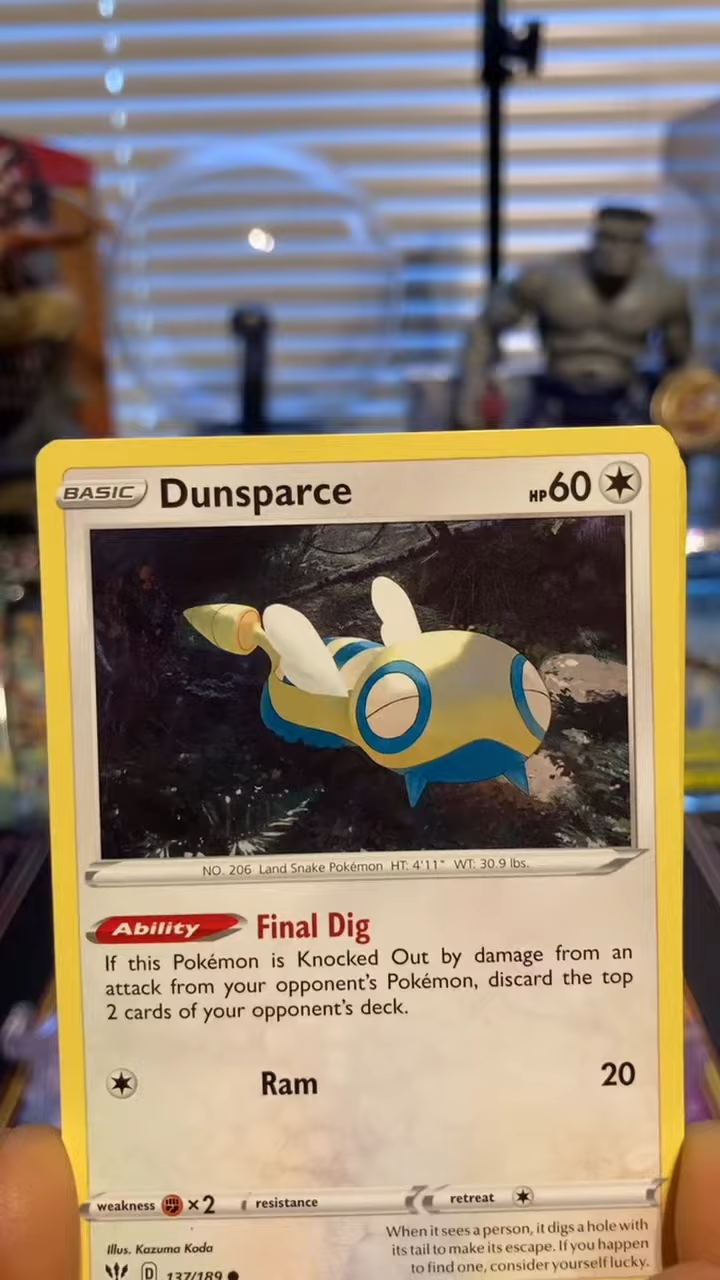 BASIC Dunsparce HP60
NO. 206 Land Snake Pokémon HT: 4'11" WT: 30.9 lbs.
Ability Final Dig
If this Pokémon is Knocked Out by damage from an
attack from your opponent's Pokémon, discard the top
2 cards of your opponent's deck.
Ram 20
weakness ×2 resistance retreat
When it sees a person, it digs a hole with
its tail to make its escape. If you happen
to find one, consider yourself lucky.
Illus. Kazuma Koda
D 137/189